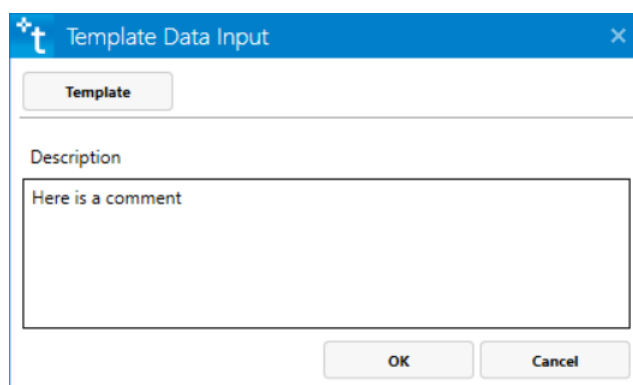 Template Data Input
Template
Description
Here is a comment
OK Cancel